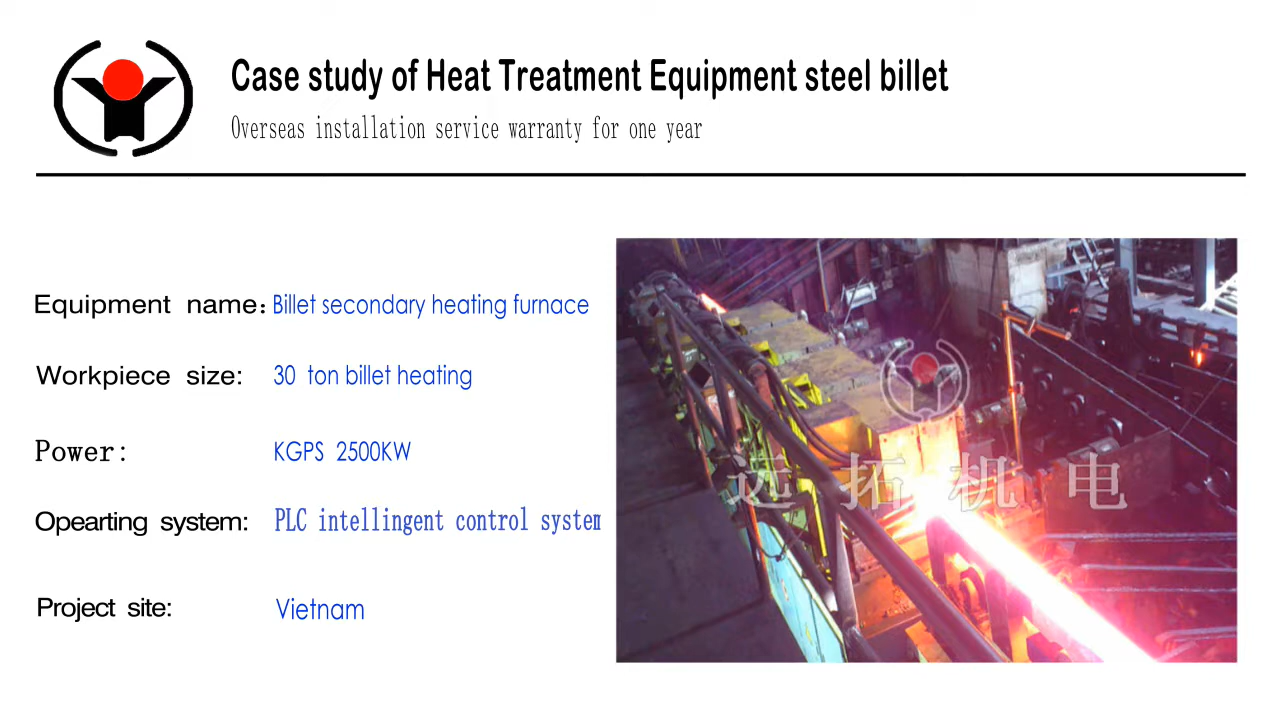 Case study of Heat Treatment Equipment steel billet
Overseas installation service warranty for one year
Equipment name: Billet secondary heating furnace
Workpiece size: 30 ton billet heating
Power: KGPS 2500KW
Opearting system: PLC intellingent control system
Project site: Vietnam
远拓机电